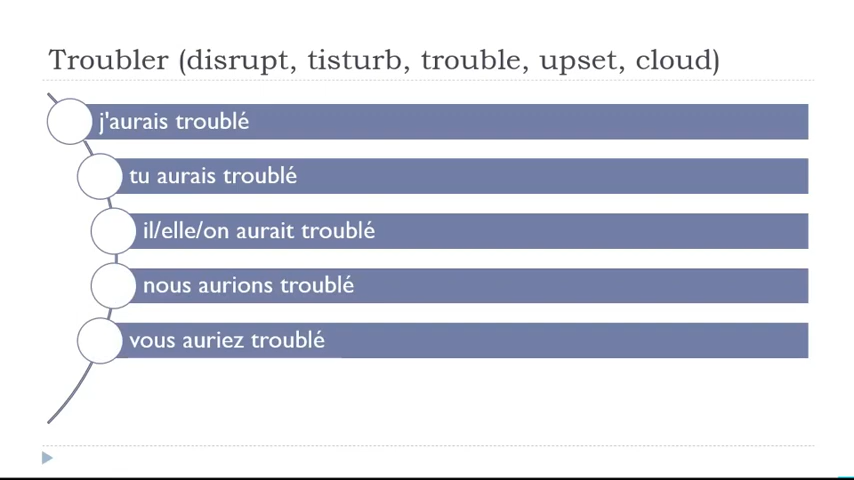 Troubler (disrupt, tisturb, trouble, upset, cloud)
j'aurais troublé
tu aurais troublé
il/elle/on aurait troublé
nous aurions troublé
vous auriez troublé